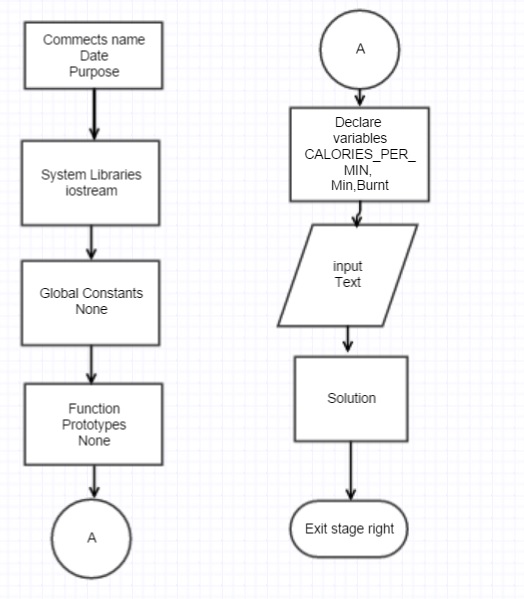 Commects name
Date
Purpose
System Libraries
iostream
Global Constants
None
Function
Prototypes
None
A
A
Declare
variables
CALORIES_PER_
MIN,
Min,Burnt
input
Text
Solution
Exit stage right